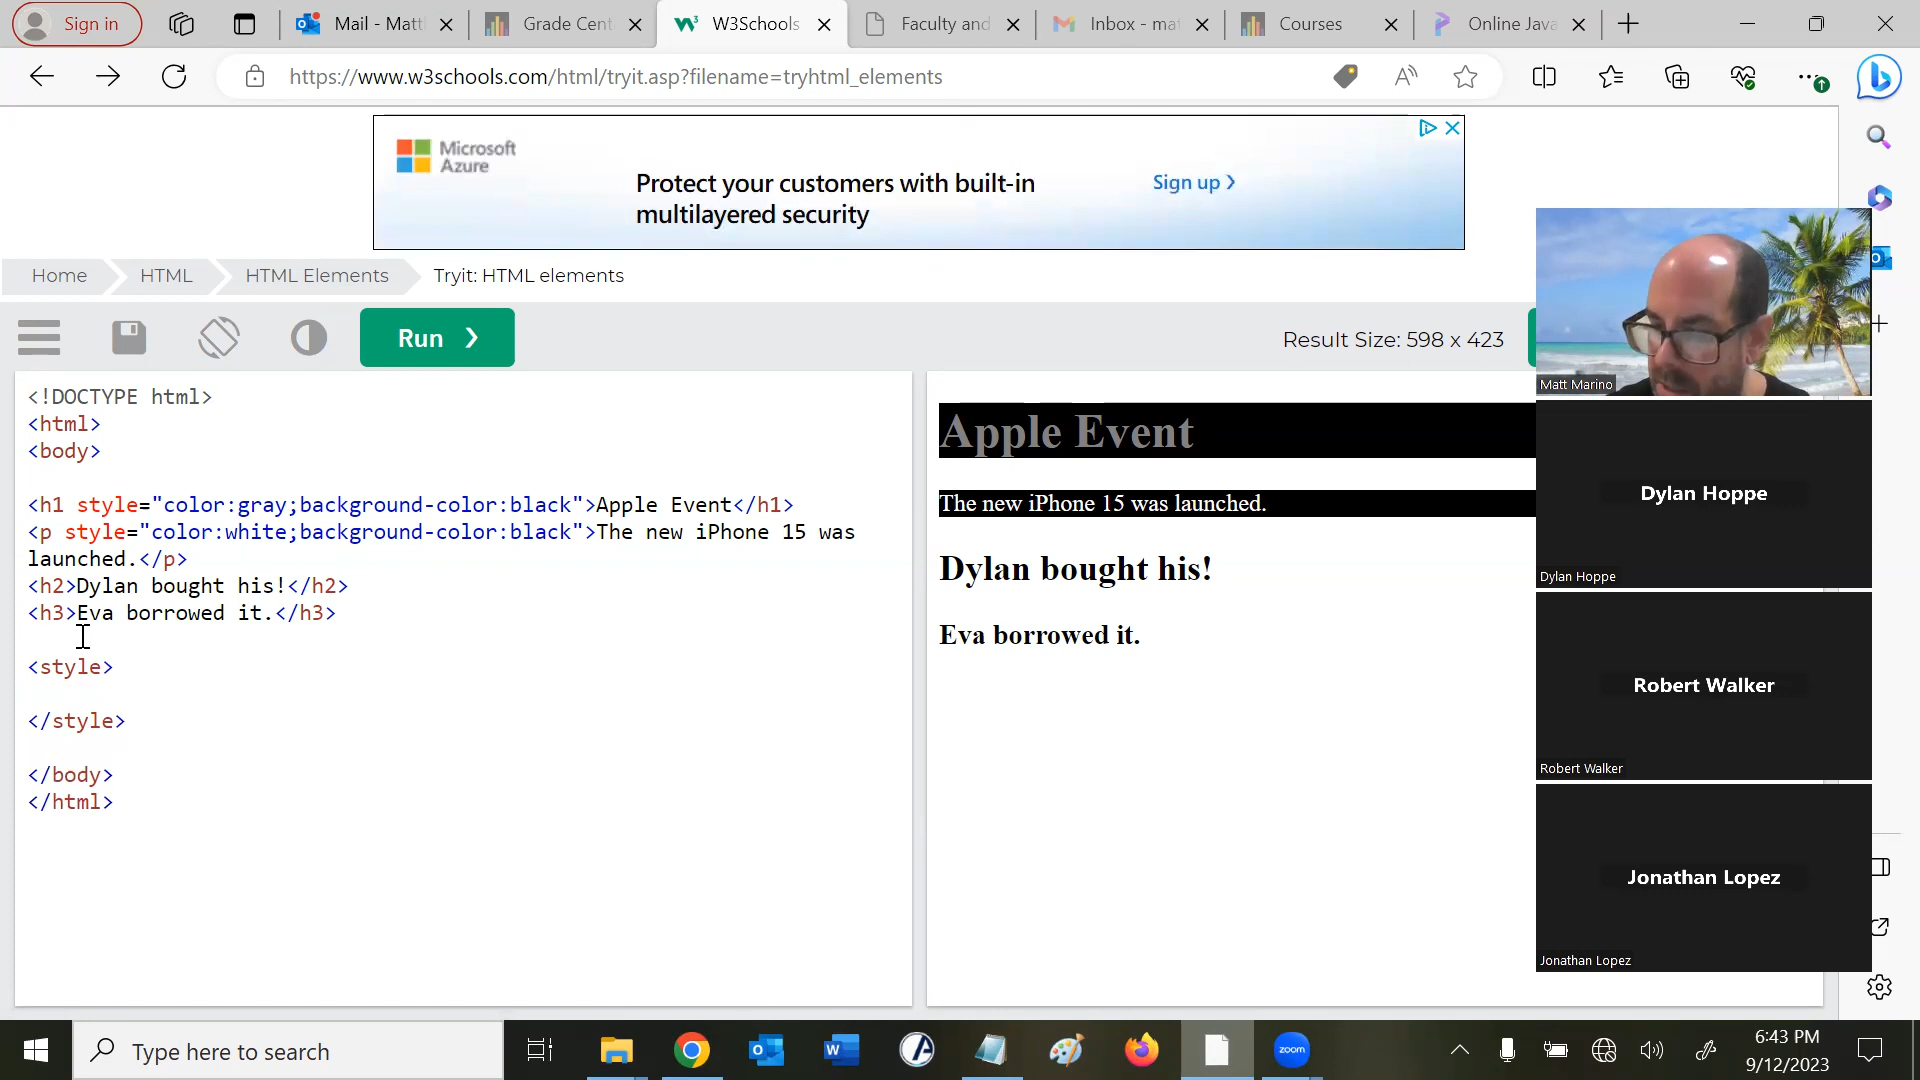 Sign in
Mail - Matt
Grade Cent
W3Schools
Faculty and
Inbox - mat
Courses
Online Java
https://www.w3schools.com/html/tryit.asp?filename=tryhtml_elements
Microsoft
Azure
Protect your customers with built-in
multilayered security
Sign up
Home
HTML
HTML Elements
Tryit: HTML elements
Run
Result Size: 598 x 423
<!DOCTYPE html>
<html>
<body>
<h1 style="color:gray;background-color:black">Apple Event</h1>
<p style="color:white;background-color:black">The new iPhone 15 was
launched.</p>
<h2>Dylan bought his!</h2>
<h3>Eva borrowed it.</h3>
<style>
</style>
</body>
</html>
Apple Event
The new iPhone 15 was launched.
Dylan bought his!
Eva borrowed it.
Matt Marino
Dylan Hoppe
Dylan Hoppe
Robert Walker
Robert Walker
Jonathan Lopez
Jonathan Lopez
Type here to search
zoom
6:43 PM
9/12/2023